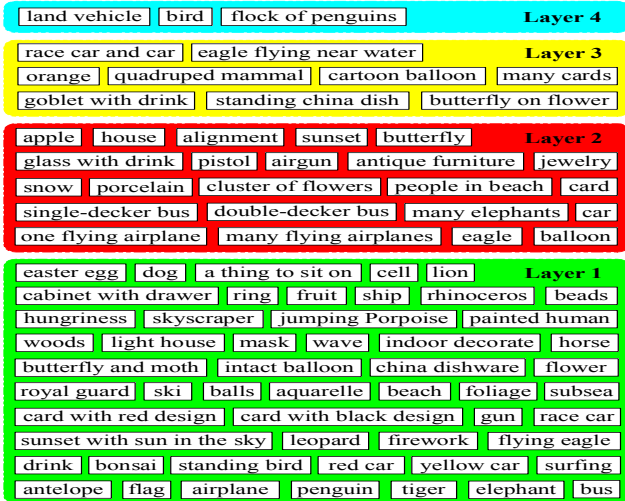 land vehicle bird flock of penguins Layer 4
race car and car eagle flying near water Layer 3
orange quadruped mammal cartoon balloon many cards
goblet with drink standing china dish butterfly on flower
apple house alignment sunset butterfly Layer 2
glass with drink pistol airgun antique furniture jewelry
snow porcelain cluster of flowers people in beach card
single-decker bus double-decker bus many elephants car
one flying airplane many flying airplanes eagle balloon
easter egg dog a thing to sit on cell lion Layer 1
cabinet with drawer ring fruit ship rhinoceros beads
hungriness skyscraper jumping Porpoise painted human
woods light house mask wave indoor decorate horse
butterfly and moth intact balloon china dishware flower
royal guard ski balls aquarelle beach foliage subsea
card with red design card with black design gun race car
sunset with sun in the sky leopard firework flying eagle
drink bonsai standing bird red car yellow car surfing
antelope flag airplane penguin tiger elephant bus